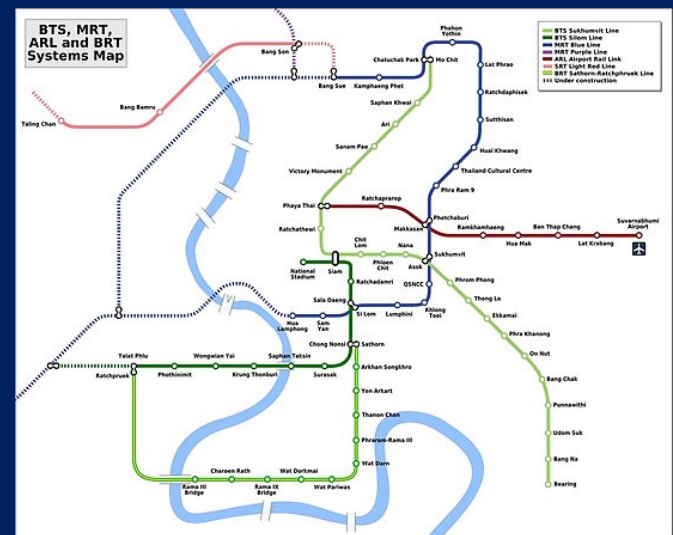 BTS, MRT,
ARL and BRT
Systems Map
BTS Sukhumvit Line
BTS Silom Line
MRT Blue Line
MRT Purple Line
ARL Airport Rail Link
SRT Light Red Line
BRT Sathorn-Ratchphruek Line
Under construction
Phahon
Yothin
Bang Son
Chatuchak Park
Mo Chit
Lat Phrao
Bang Sue
Kamphaeng Phet
Ratchadaphisek
Saphan Khwai
Bang Bamru
Taling Chan
Ari
Sutthisan
Sanam Pao
Huai Khwang
Victory Monument
Thailand Cultural Centre
Phra Ram 9
Phaya Thai
Ratchaprarop
Phetchaburi
Makkasan
Ramkhamhaeng
Ban Thap Chang
Suvarnabhumi
Airport
Hua Mak
Lat Krabang
Ratchathewi
Chit
Lom
Nana
Phloen
Chit
Asok
Sukhumvit
National
Stadium
Siam
Ratchadamri
QSNCC
Phrom Phong
Thong Lo
Sala Daeng
Si Lom
Lumphini
Khlong
Toei
Hua
Lamphong
Sam
Yan
Ekkamai
Phra Khanong
Chong Nonsi
Sathorn
On Nut
Talat Phlu
Wongwian Yai
Saphan Taksin
Ratchpruek
Phothinimit
Krung Thonburi
Surasak
Arkhan Songkhro
Bang Chak
Yen Arkart
Punnawithi
Thanon Chan
Udom Suk
Phraram-Rama III
Bang Na
Wat Darn
Charoen Rath
Wat Dorkmai
Rama III
Bridge
Rama IX
Bridge
Wat Pariwas
Bearing